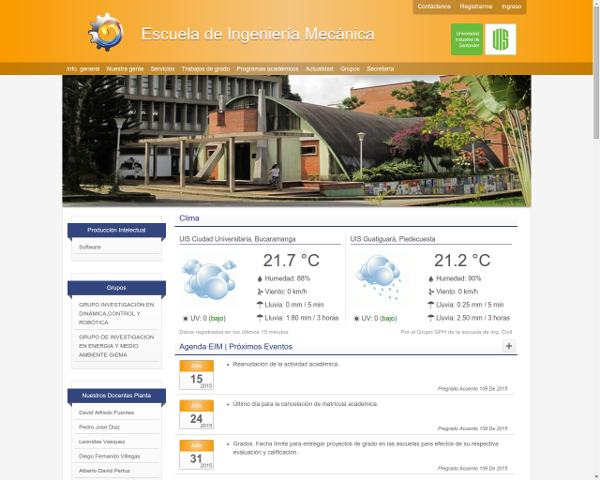 Contáctenos Registrarme Ingreso
Escuela de Ingeniería Mecánica
Universidad
Industrial de
Santander
UIS
Info. general Nuestra gente Servicios Trabajos de grado Programas académicos Actualidad Grupos Secretaría
Producción Intelectual
Software
Grupos
GRUPO INVESTIGACIÓN EN
DINÁMICA,CONTROL Y
ROBÓTICA
GRUPO DE INVESTIGACION
EN ENERGIA Y MEDIO
AMBIENTE GIEMA
Nuestros Docentes Planta
David Alfredo Fuentes
Pedro Jose Díaz
Leonidas Vasquez
Diego Fernando Villegas
Alberto David Pertuz
Clima
UIS Ciudad Universitaria, Bucaramanga
21.7 °C
Humedad: 88%
Viento: 0 km/h
Lluvia: 0 mm / 5 min
UV: 0 (bajo)
Lluvia: 1.80 mm / 3 horas
UIS Guatiguará, Piedecuesta
21.2 °C
Humedad: 90%
Viento: 0 km/h
Lluvia: 0.25 mm / 5 min
UV: 0 (bajo)
Lluvia: 2.50 mm / 3 horas
Datos registrados en los últimos 15 minutos
Por el Grupo GPH de la escuela de Ing. Civil
Agenda EIM | Próximos Eventos
+
15
2015
Reanudación de la actividad académica.
Pregrado Acuerdo 109 De 2015
24
2015
Último día para la cancelación de matrícula académica.
Pregrado Acuerdo 109 De 2015
31
2015
Grados. Fecha límite para entregar proyectos de grado en las escuelas para efectos de su respectiva
evaluación y calificación.
Pregrado Acuerdo 109 De 2015